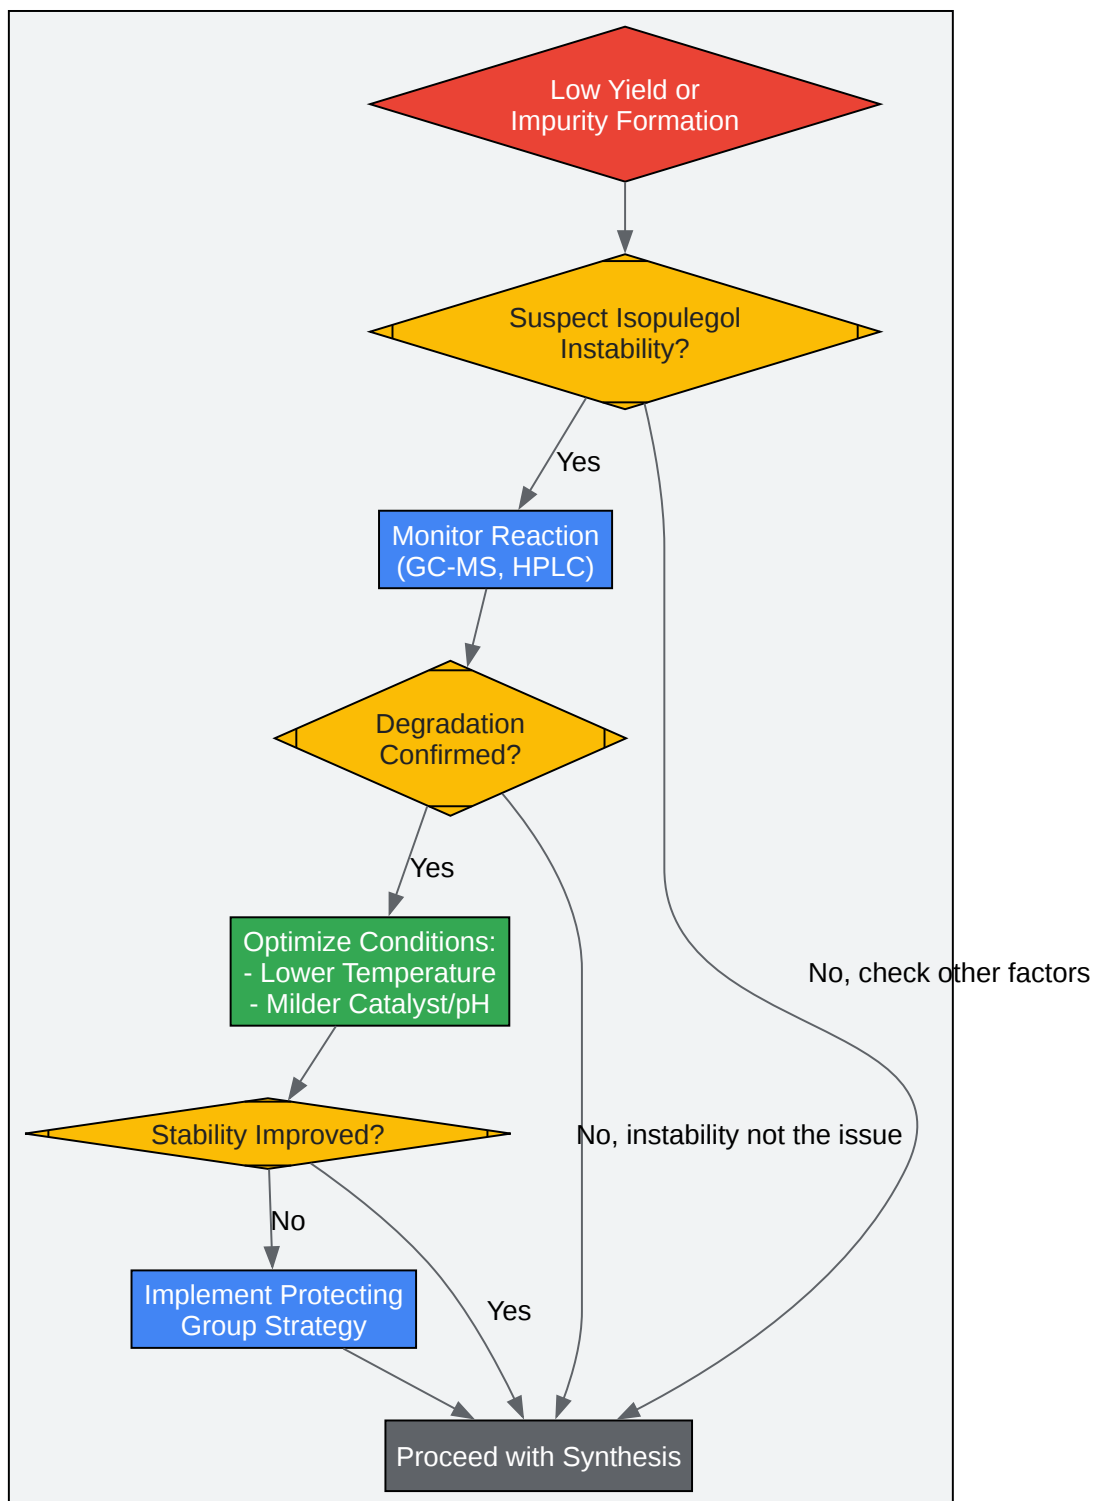 Low Yield or
Impurity Formation
Suspect Isopulegol
Instability?
Yes
Monitor Reaction
(GC-MS, HPLC)
Degradation
Confirmed?
Yes
Optimize Conditions:
- Lower Temperature
- Milder Catalyst/pH
No, check other factors
Stability Improved?
No, instability not the issue
No
Implement Protecting
Group Strategy
Yes
Proceed with Synthesis